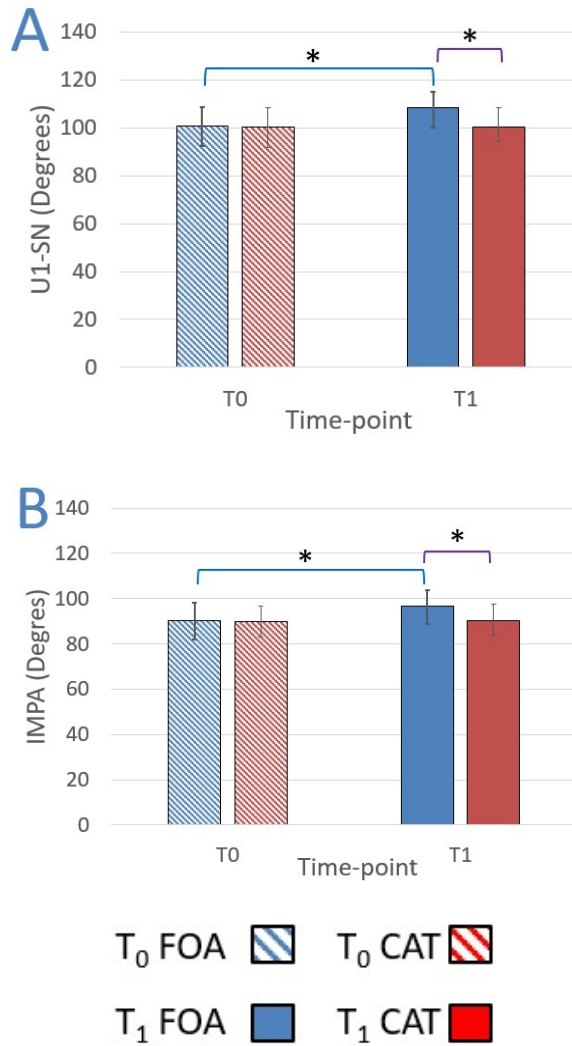 A
140
120
100
80
60
40
20
0
U1-SN (Degrees)
*
*
T0
T1
Time-point
B
140
120
100
80
60
40
20
0
IMPA (Degres)
*
*
T0
T1
Time-point
T₀ FOA
T₀ CAT
T₁ FOA
T₁ CAT